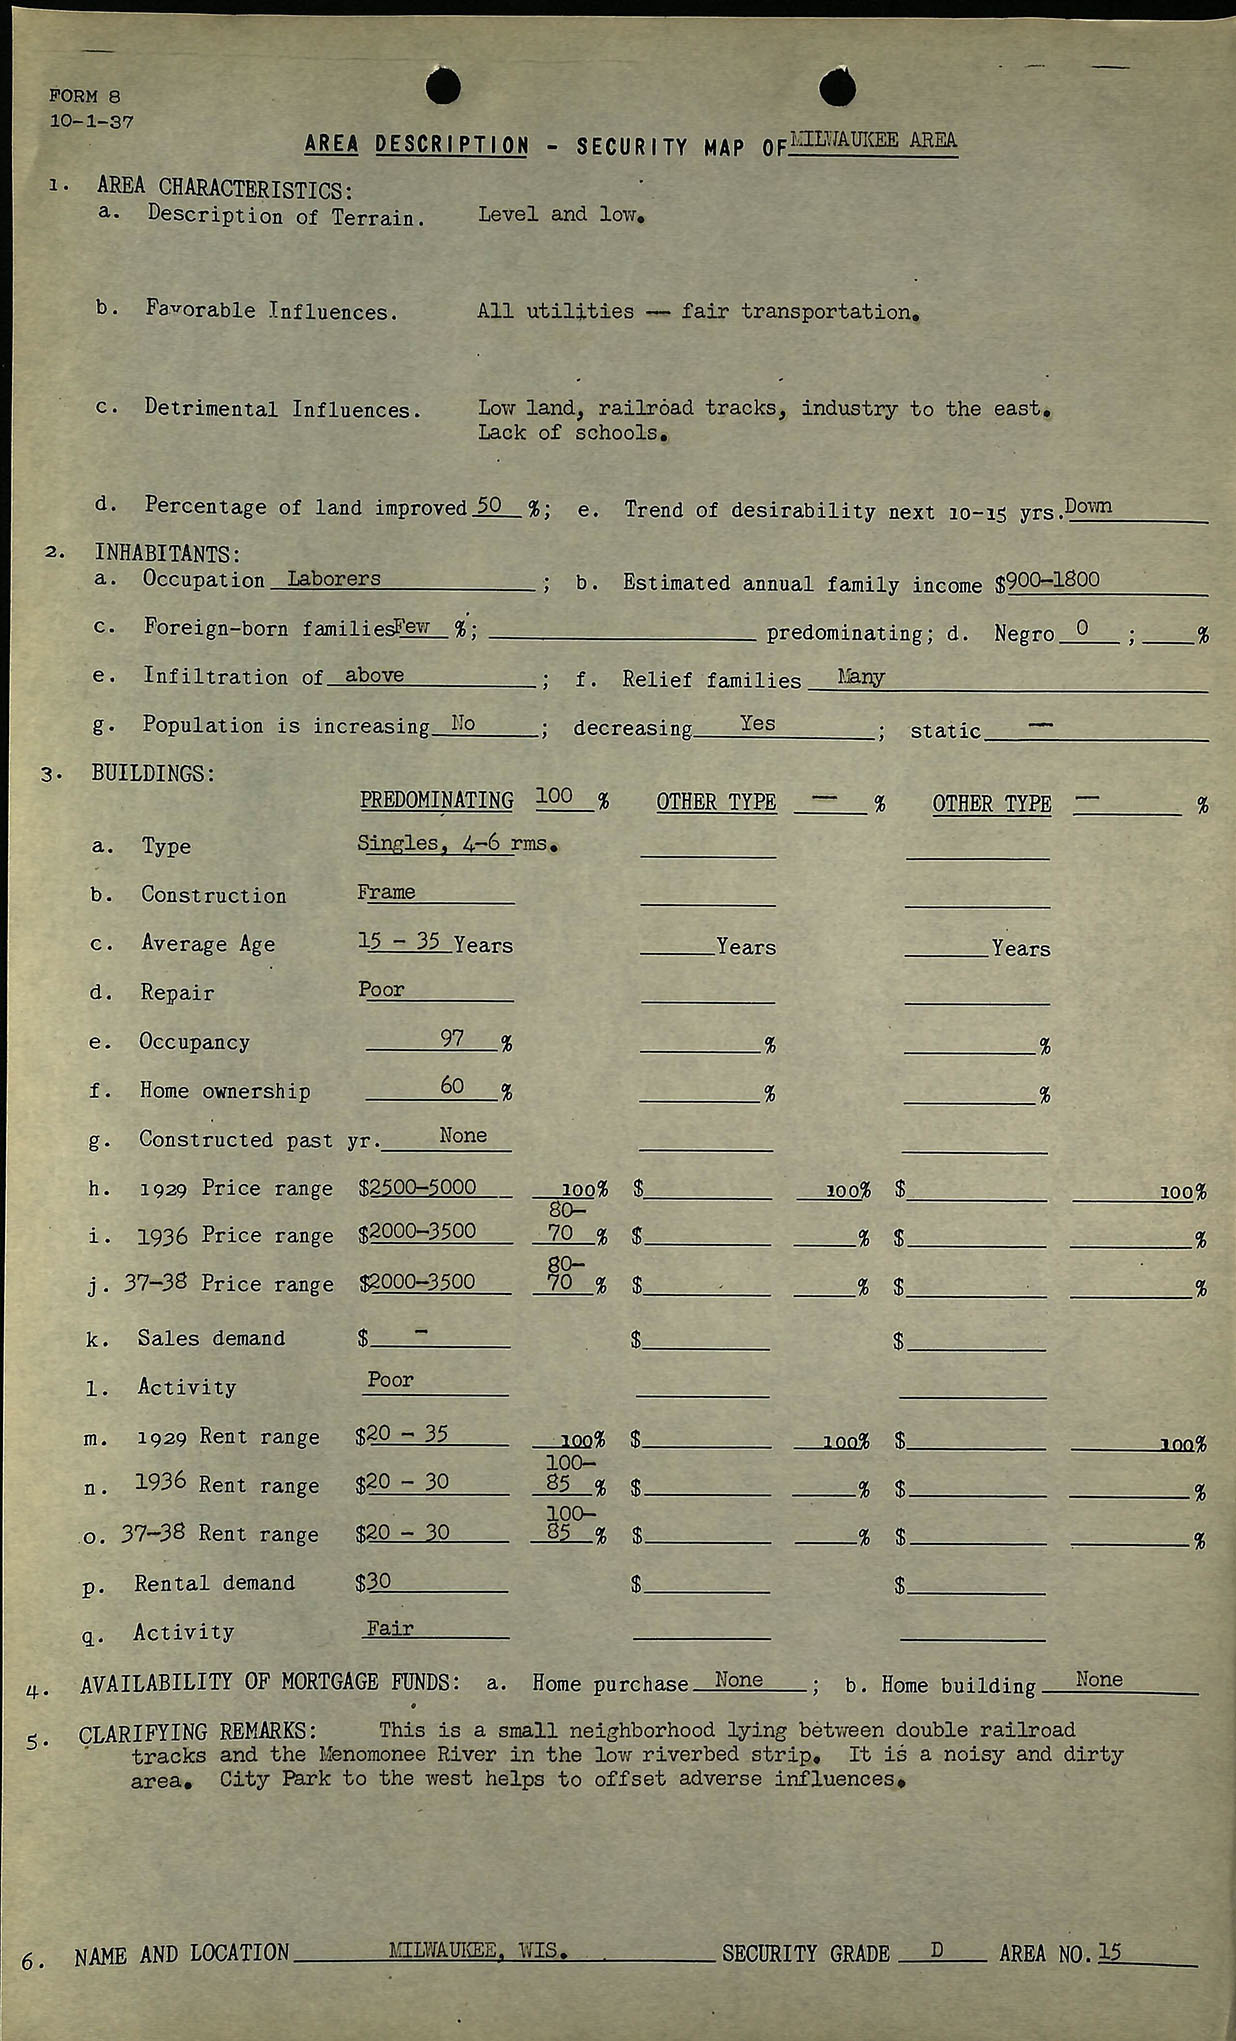 FORM 8
10-1-37
AREA DESCRIPTION - SECURITY MAP OF MILWAUKEE AREA
1. AREA CHARACTERISTICS:
a. Description of Terrain. Level and low.
b. Favorable Influences. All utilities — fair transportation.
c. Detrimental Influences. Low land, railroad tracks, industry to the east.
Lack of schools.
d. Percentage of land improved 50 %; e. Trend of desirability next 10-15 yrs. Down
2. INHABITANTS:
a. Occupation Laborers ; b. Estimated annual family income $900-1800
c. Foreign-born families Few %; predominating; d. Negro 0 ; %
e. Infiltration of above ; f. Relief families Many
g. Population is increasing No ; decreasing Yes ; static —
3. BUILDINGS:
PREDOMINATING 100 % OTHER TYPE — % OTHER TYPE — %
a. Type Singles, 4-6 rms.
b. Construction Frame
c. Average Age 15 - 35 Years Years Years
d. Repair Poor
e. Occupancy 97 % % %
f. Home ownership 60 % % %
g. Constructed past yr. None
h. 1929 Price range $2500-5000 100% $ 100% $ 100%
80-
i. 1936 Price range $2000-3500 70 % $ % $ %
80-
j. 37-38 Price range $2000-3500 70 % $ % $ %
k. Sales demand $ - $ $
l. Activity Poor
m. 1929 Rent range $20 - 35 100% $ 100% $ 100%
100-
n. 1936 Rent range $20 - 30 85 % $ % $ %
100-
o. 37-38 Rent range $20 - 30 85 % $ % $ %
p. Rental demand $30 $ $
q. Activity Fair
4. AVAILABILITY OF MORTGAGE FUNDS: a. Home purchase None ; b. Home building None
5. CLARIFYING REMARKS: This is a small neighborhood lying between double railroad
tracks and the Menomonee River in the low riverbed strip. It is a noisy and dirty
area. City Park to the west helps to offset adverse influences.
6. NAME AND LOCATION MILWAUKEE, WIS. SECURITY GRADE D AREA NO. 15